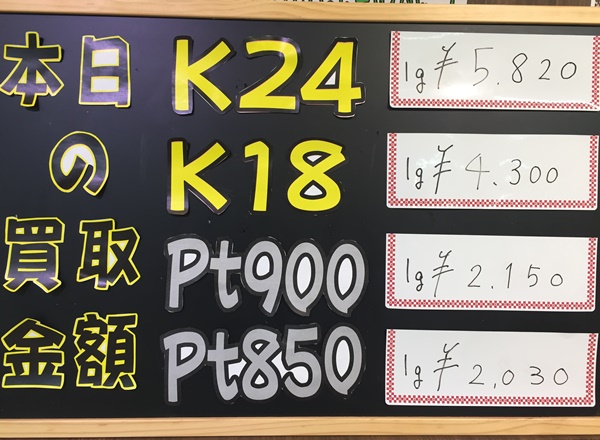 本日
の
買取
金額
K24 1g ¥5.820
K18 1g ¥4.300
Pt900 1g ¥2.150
Pt850 1g ¥2,030